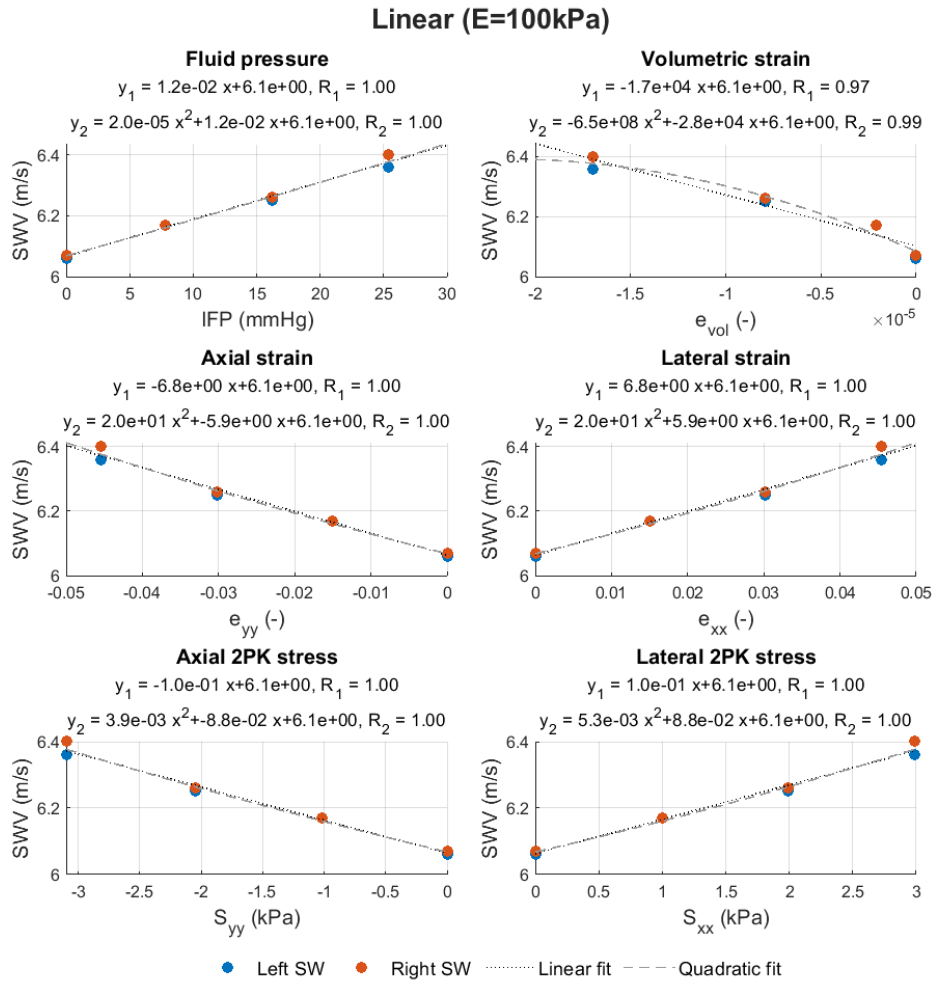 Linear (E=100kPa)
Fluid pressure
y1 = 1.2e-02 x+6.1e+00, R1 = 1.00
y2 = 2.0e-05 x2+1.2e-02 x+6.1e+00, R2 = 1.00
6.4
6.2
6
SWV (m/s)
0 5 10 15 20 25 30
IFP (mmHg)
Volumetric strain
y1 = -1.7e+04 x+6.1e+00, R1 = 0.97
y2 = -6.5e+08 x2+-2.8e+04 x+6.1e+00, R2 = 0.99
6.4
6.2
6
SWV (m/s)
-2 -1.5 -1 -0.5 0
×10-5
evol (-)
Axial strain
y1 = -6.8e+00 x+6.1e+00, R1 = 1.00
y2 = 2.0e+01 x2+-5.9e+00 x+6.1e+00, R2 = 1.00
6.4
6.2
6
SWV (m/s)
-0.05 -0.04 -0.03 -0.02 -0.01 0
eyy (-)
Lateral strain
y1 = 6.8e+00 x+6.1e+00, R1 = 1.00
y2 = 2.0e+01 x2+5.9e+00 x+6.1e+00, R2 = 1.00
6.4
6.2
6
SWV (m/s)
0 0.01 0.02 0.03 0.04 0.05
exx (-)
Axial 2PK stress
y1 = -1.0e-01 x+6.1e+00, R1 = 1.00
y2 = 3.9e-03 x2+-8.8e-02 x+6.1e+00, R2 = 1.00
6.4
6.2
6
SWV (m/s)
-3 -2.5 -2 -1.5 -1 -0.5 0
Syy (kPa)
Lateral 2PK stress
y1 = 1.0e-01 x+6.1e+00, R1 = 1.00
y2 = 5.3e-03 x2+8.8e-02 x+6.1e+00, R2 = 1.00
6.4
6.2
6
SWV (m/s)
0 0.5 1 1.5 2 2.5 3
Sxx (kPa)
Left SW Right SW Linear fit Quadratic fit